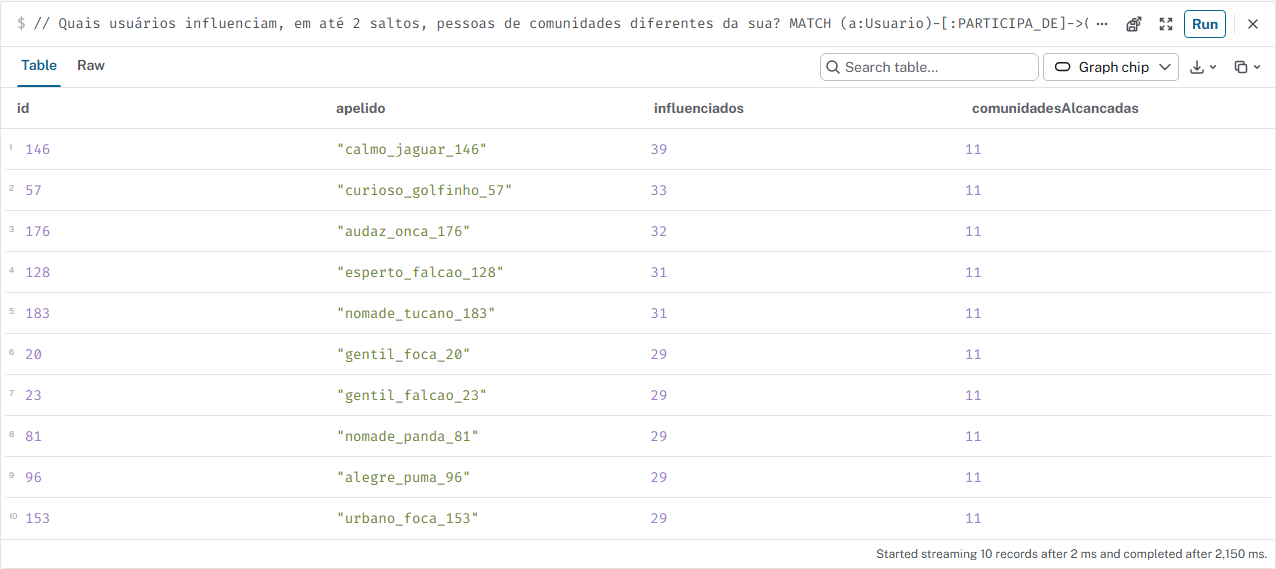 $ // Quais usuários influenciam, em até 2 saltos, pessoas de comunidades diferentes da sua? MATCH (a:Usuario)-[:PARTICIPA_DE]->( ··· Run
Table Raw Search table... Graph chip
id apelido influenciados comunidadesAlcancadas
1 146 "calmo_jaguar_146" 39 11
2 57 "curioso_golfinho_57" 33 11
3 176 "audaz_onca_176" 32 11
4 128 "esperto_falcao_128" 31 11
5 183 "nomade_tucano_183" 31 11
6 20 "gentil_foca_20" 29 11
7 23 "gentil_falcao_23" 29 11
8 81 "nomade_panda_81" 29 11
9 96 "alegre_puma_96" 29 11
10 153 "urbano_foca_153" 29 11
Started streaming 10 records after 2 ms and completed after 2,150 ms.